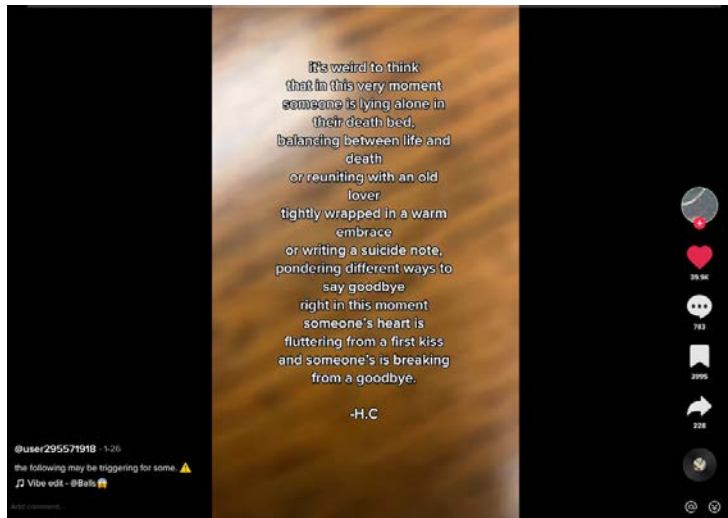 it's weird to think
that in this very moment
someone is lying alone in
their death bed,
balancing between life and
death
or reuniting with an old
lover
tightly wrapped in a warm
embrace
or writing a suicide note,
pondering different ways to
say goodbye
right in this moment
someone's heart is
fluttering from a first kiss
and someone's is breaking
from a goodbye.
-H.C
39.9K
783
2995
228
@user295571918 · 1-26
the following may be triggering for some. ⚠️
🎵 Vibe edit - @Balls😱
Add comment...